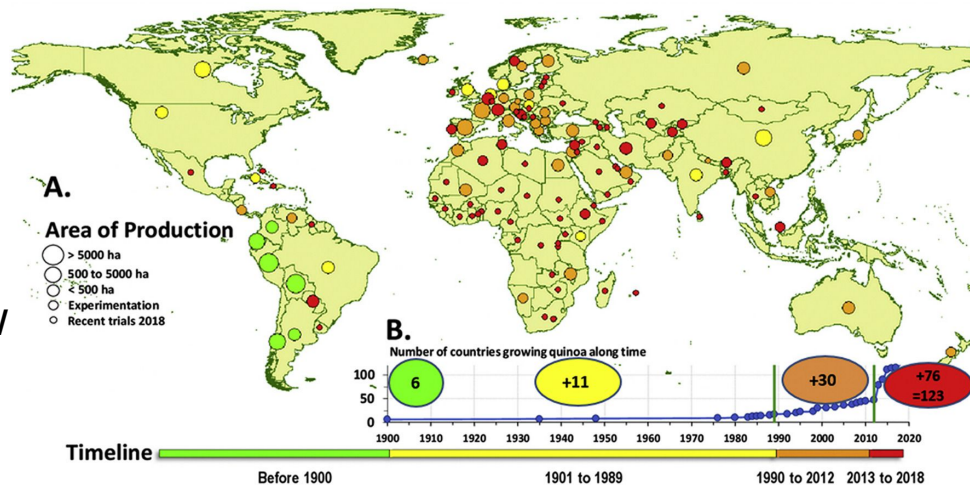 A.
Area of Production
> 5000 ha
500 to 5000 ha
< 500 ha
Experimentation
Recent trials 2018
B.
Number of countries growing quinoa along time
100
50
0
6
+11
+30
+76
=123
1900 1910 1920 1930 1940 1950 1960 1970 1980 1990 2000 2010 2020
Timeline
Before 1900
1901 to 1989
1990 to 2012
2013 to 2018